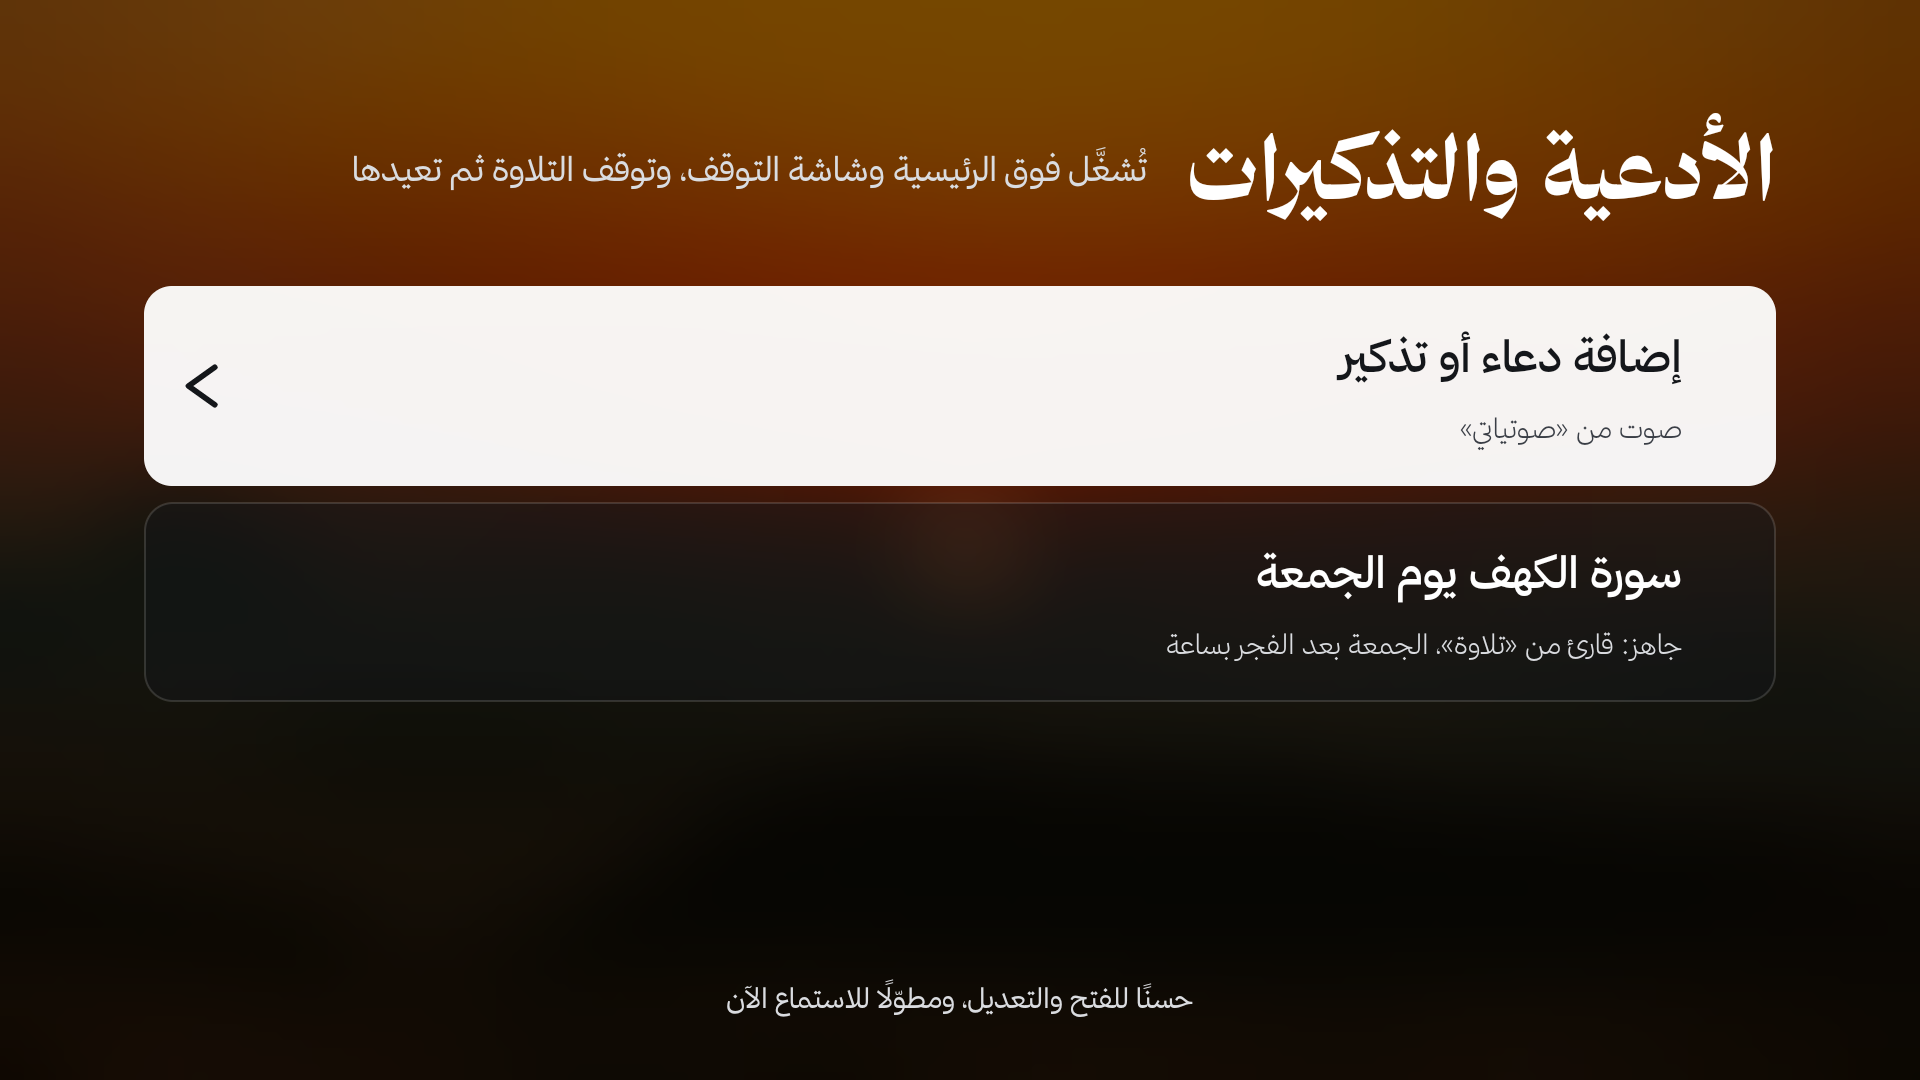 الأدعية والتذكيرات
تُشغَّل فوق الرئيسية وشاشة التوقف، وتوقف التلاوة ثم تعيدها
إضافة دعاء أو تذكير
صوت من «صوتياتي»
سورة الكهف يوم الجمعة
جاهز: قارئ من «تلاوة»، الجمعة بعد الفجر بساعة
حسنًا للفتح والتعديل، ومطوّلًا للاستماع الآن